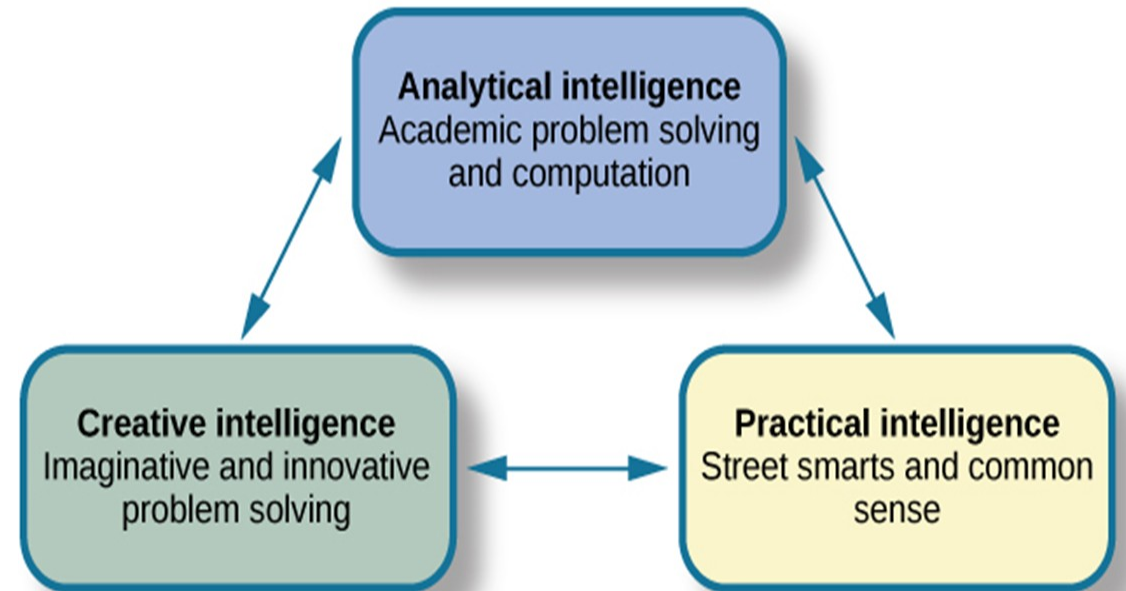 Analytical intelligence
Academic problem solving
and computation
Creative intelligence
Imaginative and innovative
problem solving
Practical intelligence
Street smarts and common
sense